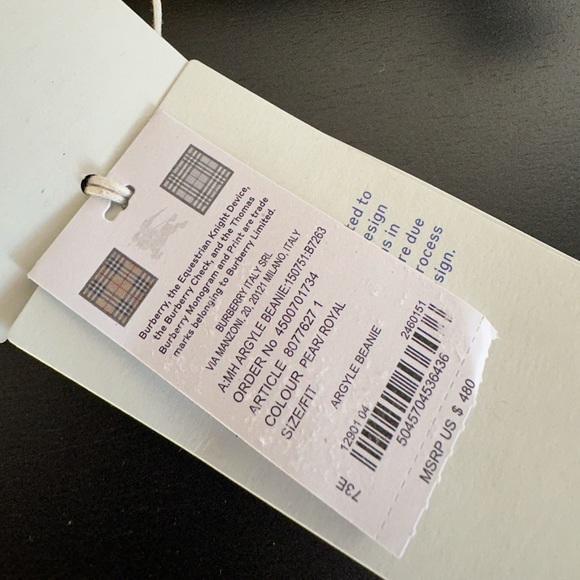 Burberry, the Equestrian Knight Device,
the Burberry Check, and the Thomas
Burberry Monogram and Print are trade
marks belonging to Burberry Limited.
BURBERRY ITALY SRL
VIA MANZONI, 20, 20121 MILANO, ITALY
A:MH ARGYLE BEANIE:150751:B7263
ORDER No 4500701734
ARTICLE 8077627 1
COLOUR PEAR/ ROYAL
SIZE/FIT
ARGYLE BEANIE
12901 04 2460151
5045704536436
73E
MSRP US $ 480
ted to
esign
s in
re due
rocess
sign.